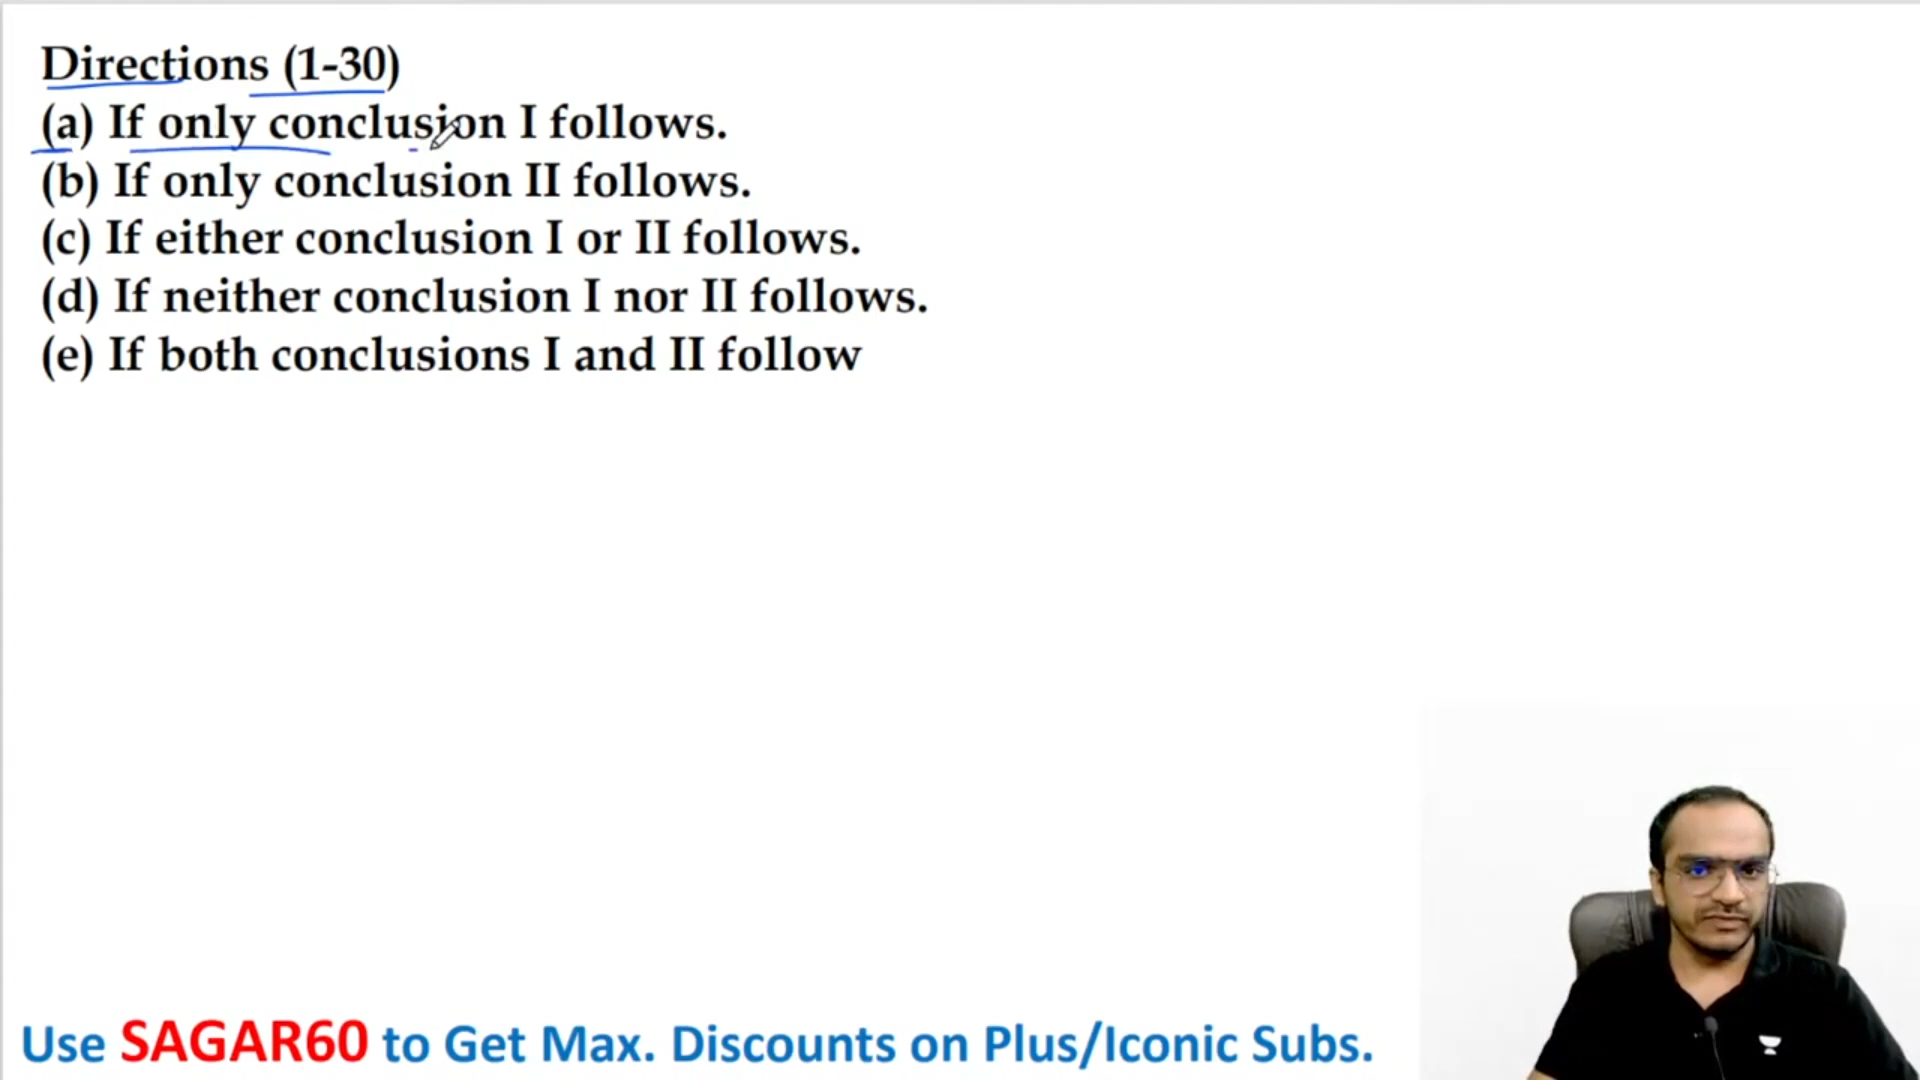 Directions (1-30)
(a) If only conclusion I follows.
(b) If only conclusion II follows.
(c) If either conclusion I or II follows.
(d) If neither conclusion I nor II follows.
(e) If both conclusions I and II follow
Use SAGAR60 to Get Max. Discounts on Plus/Iconic Subs.